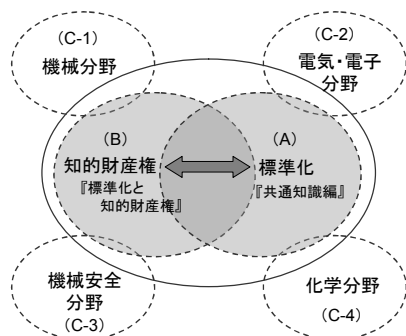 (C-1)
機械分野
(C-2)
電気・電子
分野
(B)
知的財産権
『標準化と
知的財産権』
(A)
標準化
『共通知識編』
機械安全
分野
(C-3)
化学分野
(C-4)